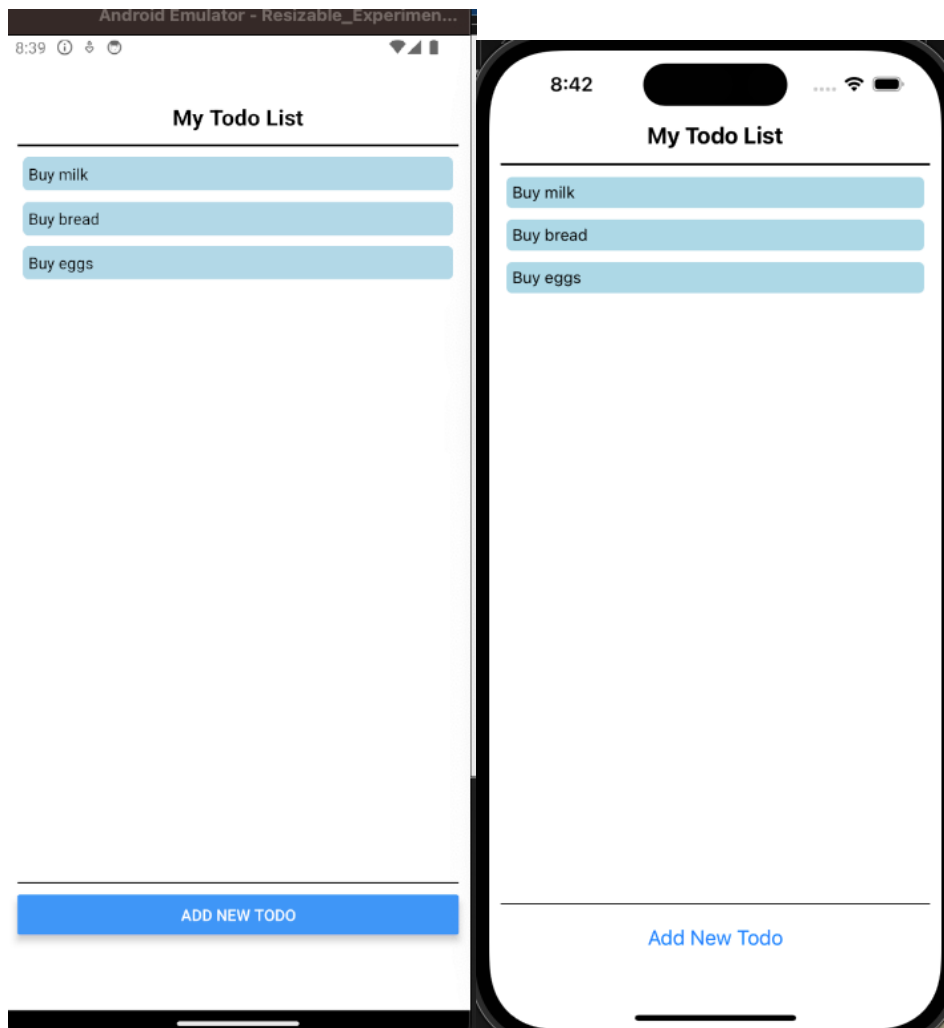 Android Emulator - Resizable_Experimen...
8:39
My Todo List
Buy milk
Buy bread
Buy eggs
ADD NEW TODO
8:42
My Todo List
Buy milk
Buy bread
Buy eggs
Add New Todo